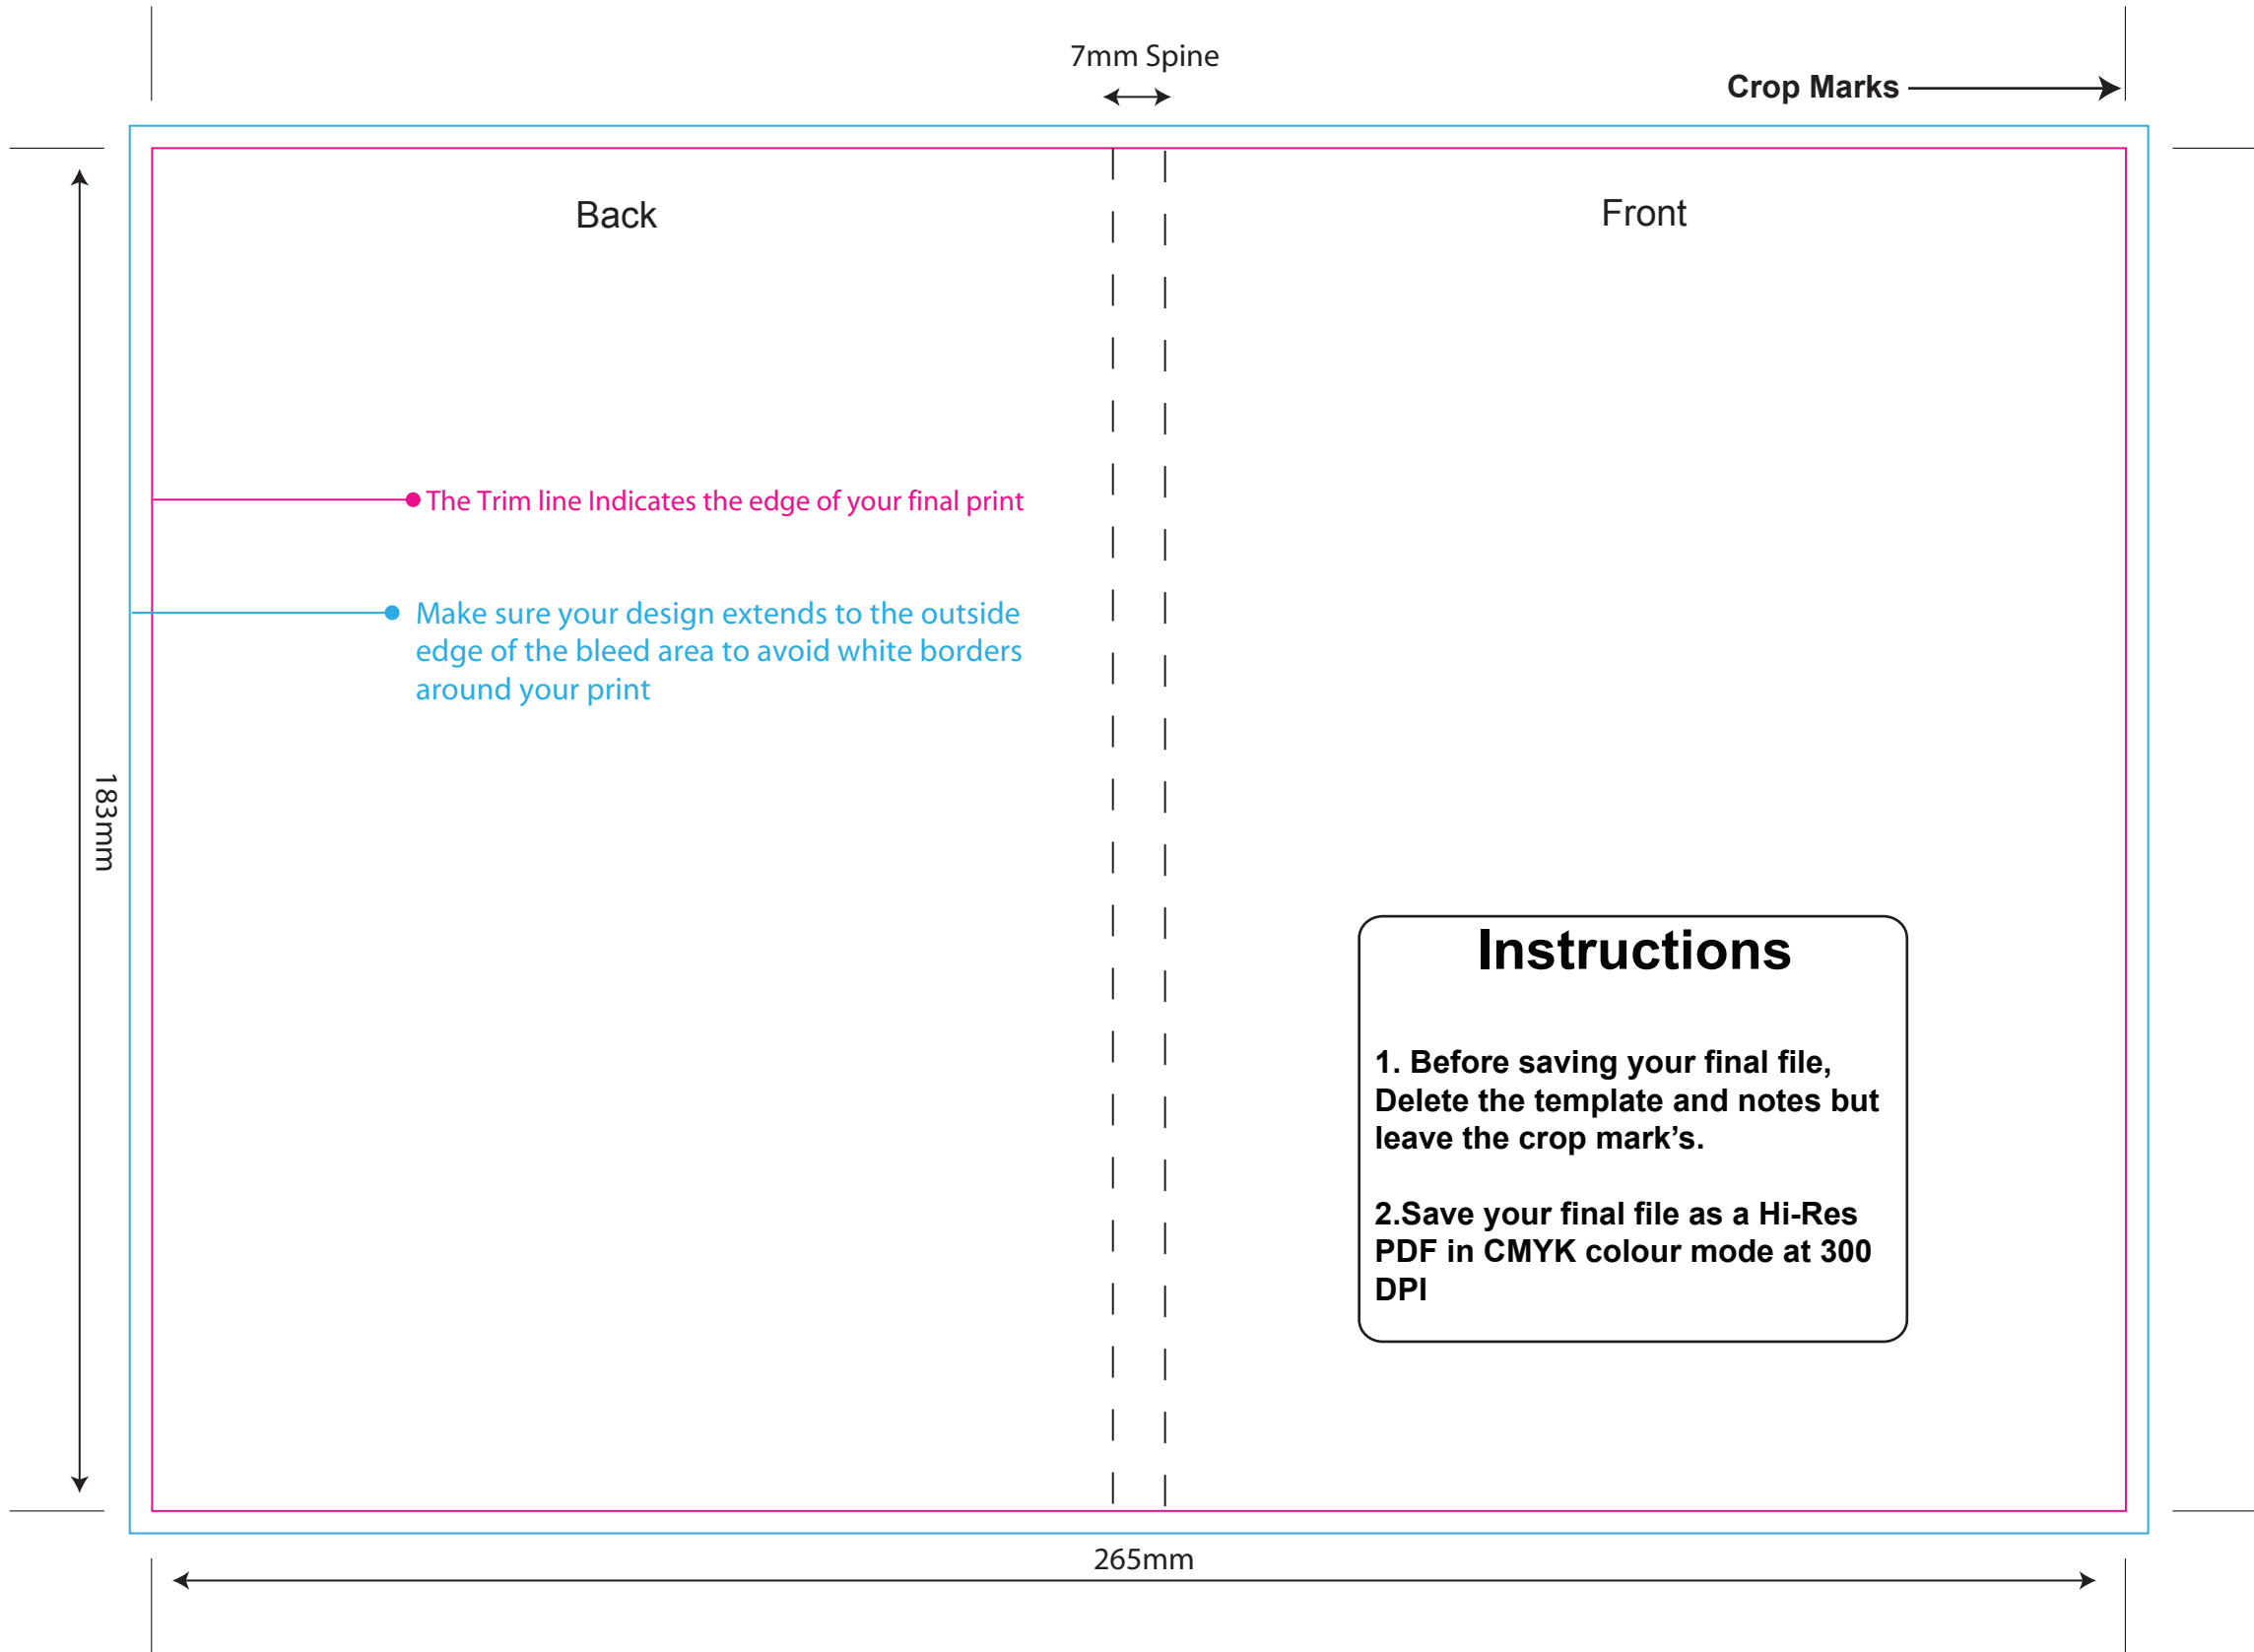 7mm Spine
Crop Marks
Back
Front
The Trim line Indicates the edge of your final print
Make sure your design extends to the outside
edge of the bleed area to avoid white borders
around your print
183mm
Instructions
1. Before saving your final file,
Delete the template and notes but
leave the crop mark’s.
2.Save your final file as a Hi-Res
PDF in CMYK colour mode at 300
DPI
265mm